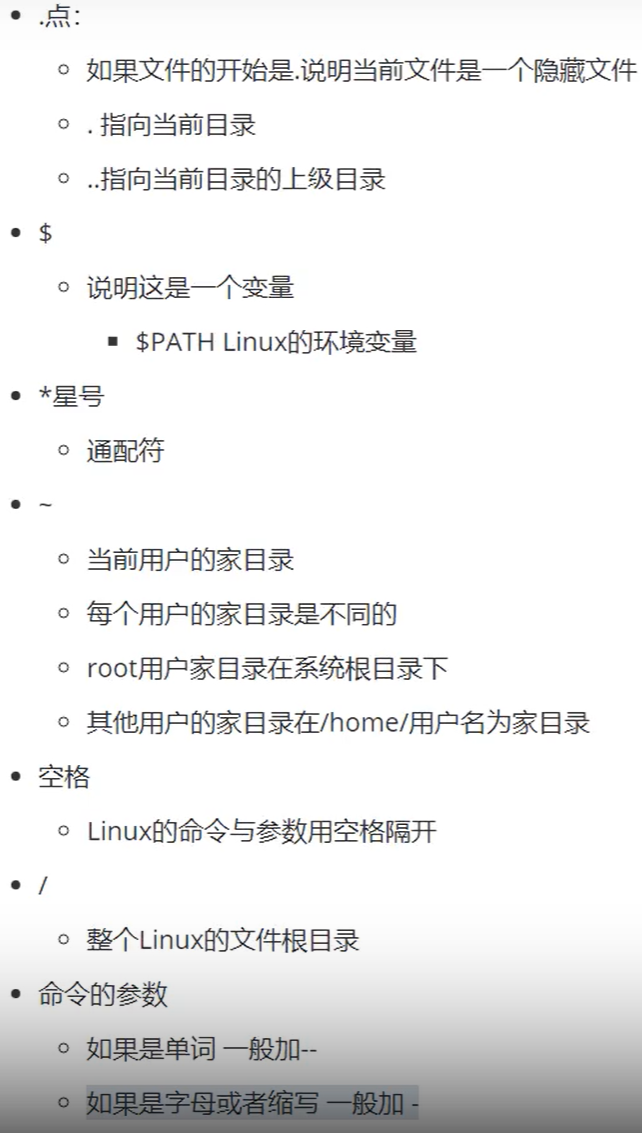 .点：
如果文件的开始是.说明当前文件是一个隐藏文件
. 指向当前目录
..指向当前目录的上级目录
$
说明这是一个变量
$PATH Linux的环境变量
*星号
通配符
~
当前用户的家目录
每个用户的家目录是不同的
root用户家目录在系统根目录下
其他用户的家目录在/home/用户名为家目录
空格
Linux的命令与参数用空格隔开
/
整个Linux的文件根目录
命令的参数
如果是单词 一般加--
如果是字母或者缩写 一般加 -